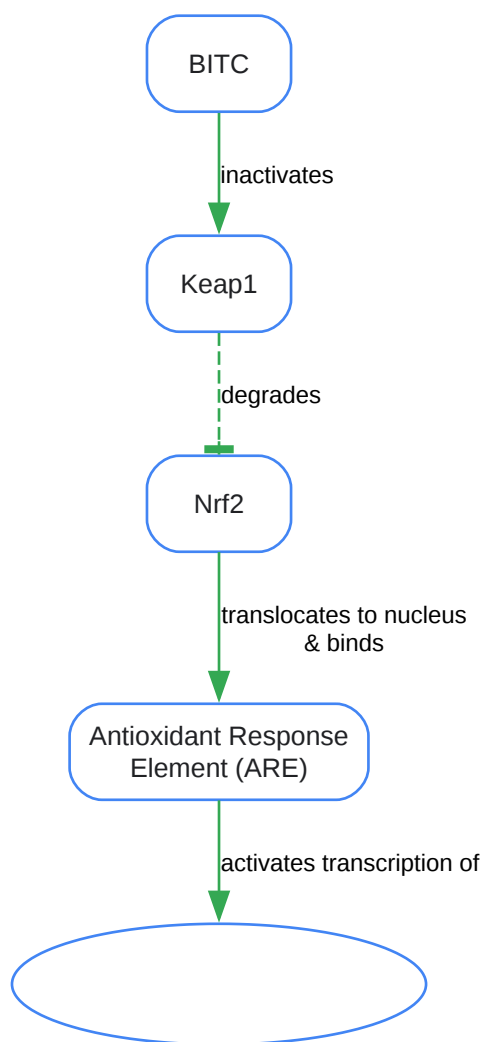 BITC
inactivates
Keap1
degrades
Nrf2
translocates to nucleus
& binds
Antioxidant Response
Element (ARE)
activates transcription of